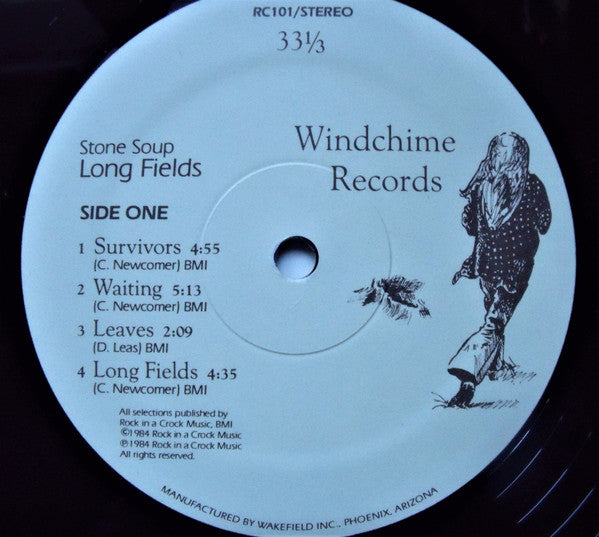 RC101/STEREO
33⅓
Windchime
Records
Stone Soup
Long Fields
SIDE ONE
1 Survivors 4:55
(C. Newcomer) BMI
2 Waiting 5:13
(C. Newcomer) BMI
3 Leaves 2:09
(D. Leas) BMI
4 Long Fields 4:35
(C. Newcomer) BMI
All selections published by
Rock in a Crock Music, BMI
©1984 Rock in a Crock Music
℗1984 Rock in a Crock Music
All rights reserved.
MANUFACTURED BY WAKEFIELD INC., PHOENIX, ARIZONA